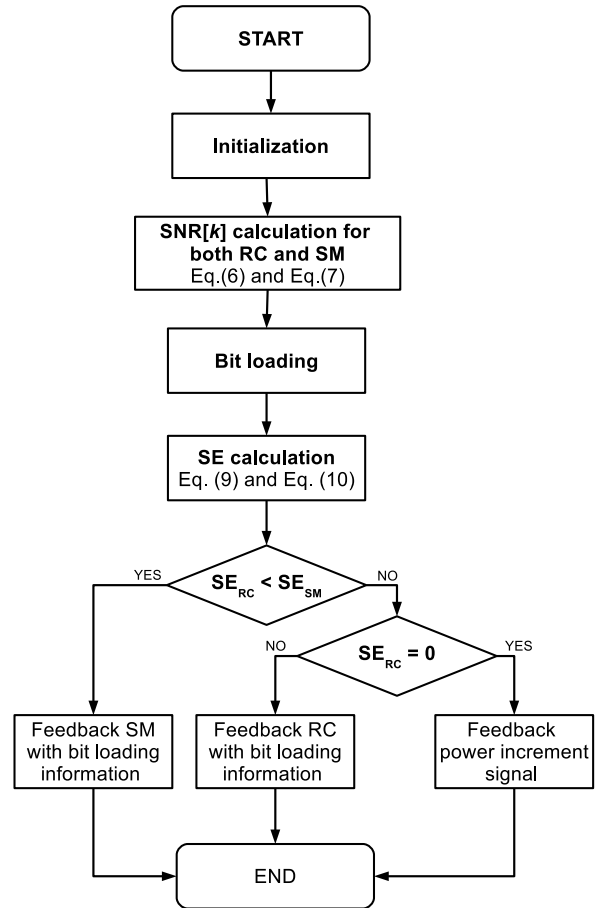 START
Initialization
SNR[k] calculation for
both RC and SM
Eq.(6) and Eq.(7)
Bit loading
SE calculation
Eq. (9) and Eq. (10)
YES
SE_RC < SE_SM
NO
NO
SE_RC = 0
YES
Feedback SM
with bit loading
information
Feedback RC
with bit loading
information
Feedback
power increment
signal
END